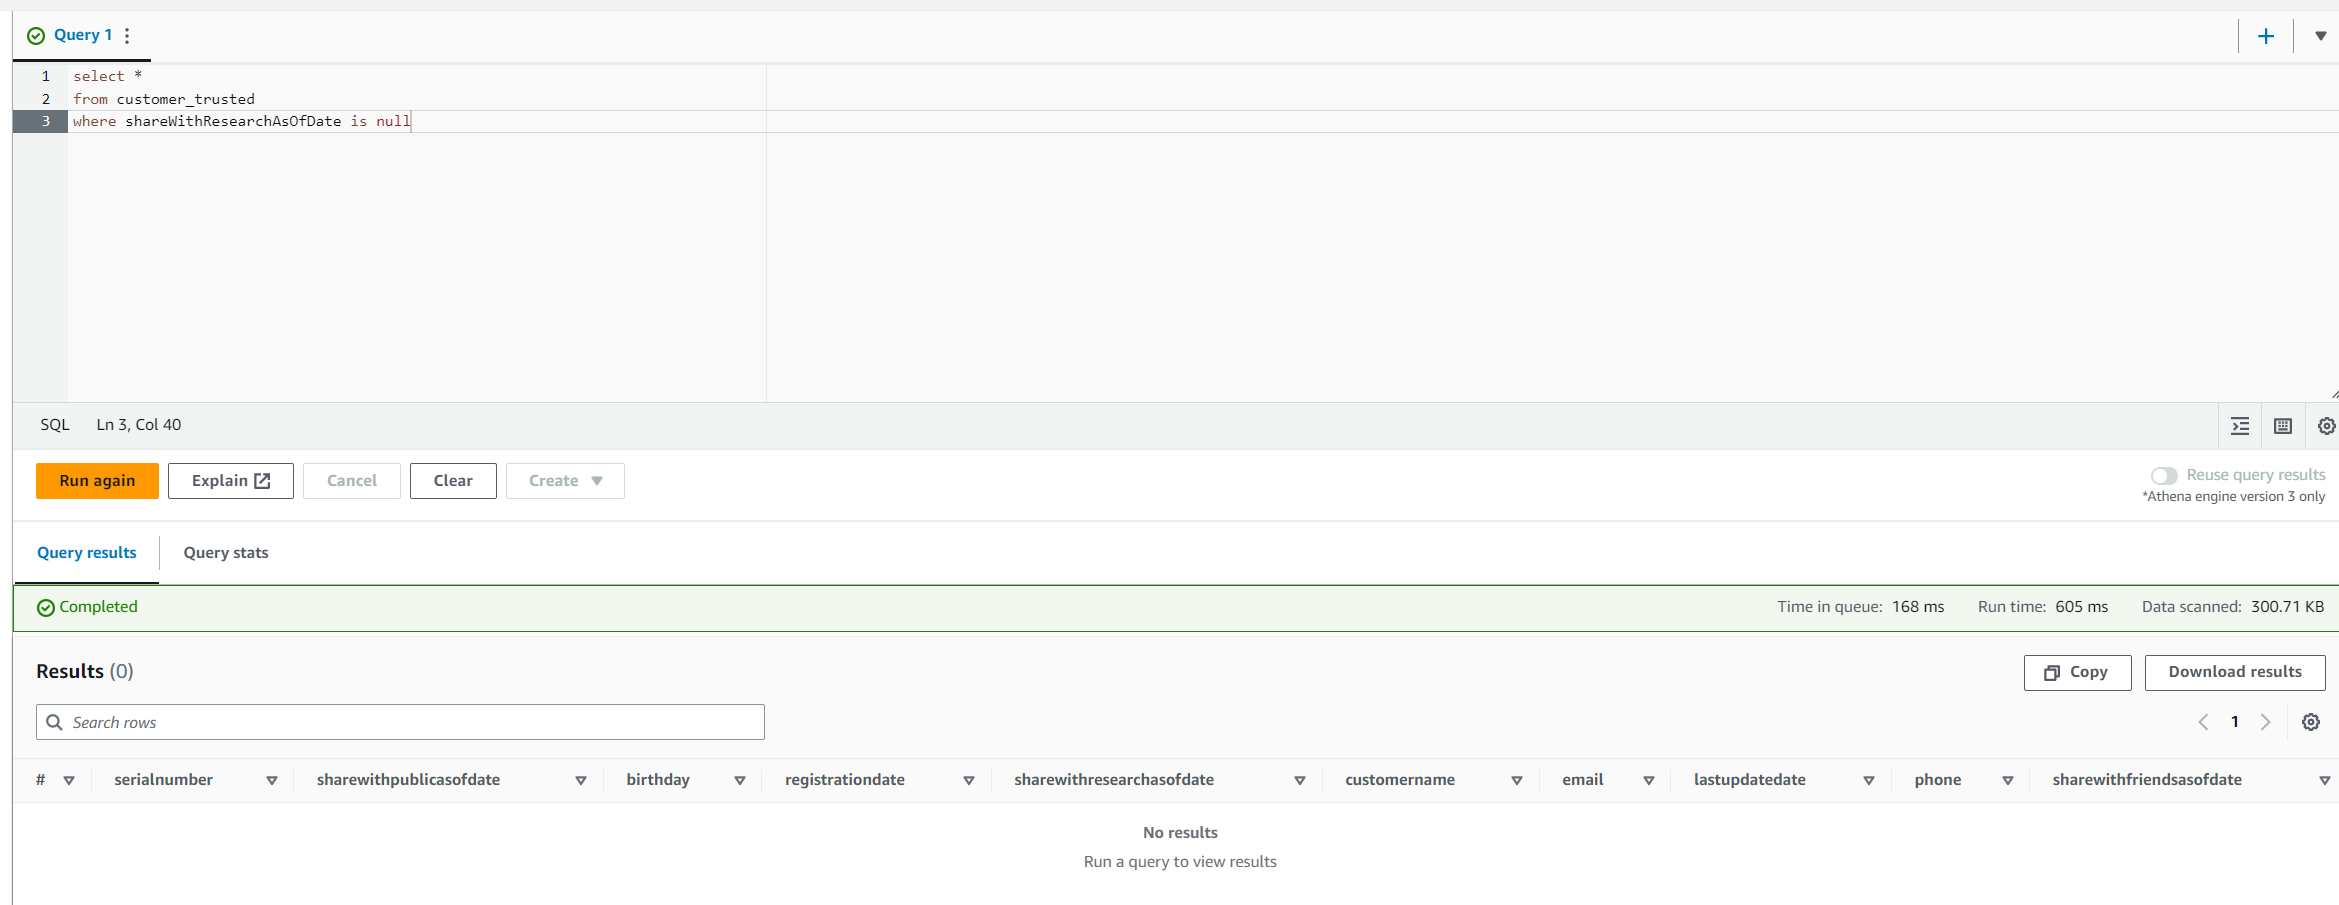 Query 1
1 select *
2 from customer_trusted
3 where shareWithResearchAsOfDate is null
SQL Ln 3, Col 40
Run again Explain Cancel Clear Create
Reuse query results
*Athena engine version 3 only
Query results Query stats
Completed Time in queue: 168 ms Run time: 605 ms Data scanned: 300.71 KB
Results (0) Copy Download results
Search rows 1
# serialnumber sharewithpublicasofdate birthday registrationdate sharewithresearchasofdate customername email lastupdatedate phone sharewithfriendsasofdate
No results
Run a query to view results